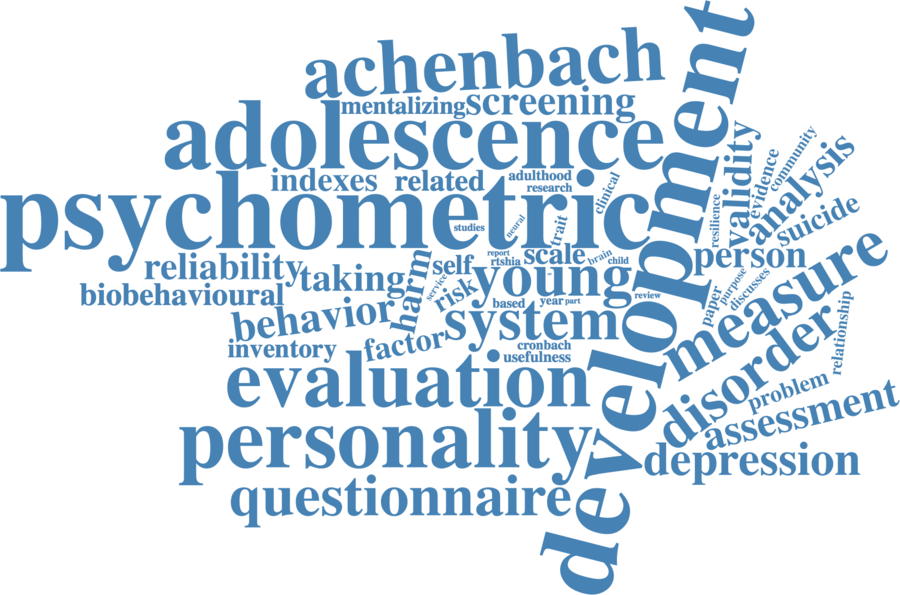 achenbach
mentalizing screening
adolescence
indexes related adulthood
research
clinical
psychometric
studies
neural
trait
development
validity
resilience
evidence
community
analysis
suicide
person
reliability taking
harm
self
service
risk
report
rtshia
scale
brain
child
young
biobehavioural
behavior
based
year
part
review
system
inventory
factor
cronbach
usefulness
paper
purpose
discusses
measure
disorder
relationship
problem
assessment
depression
evaluation
personality
questionnaire